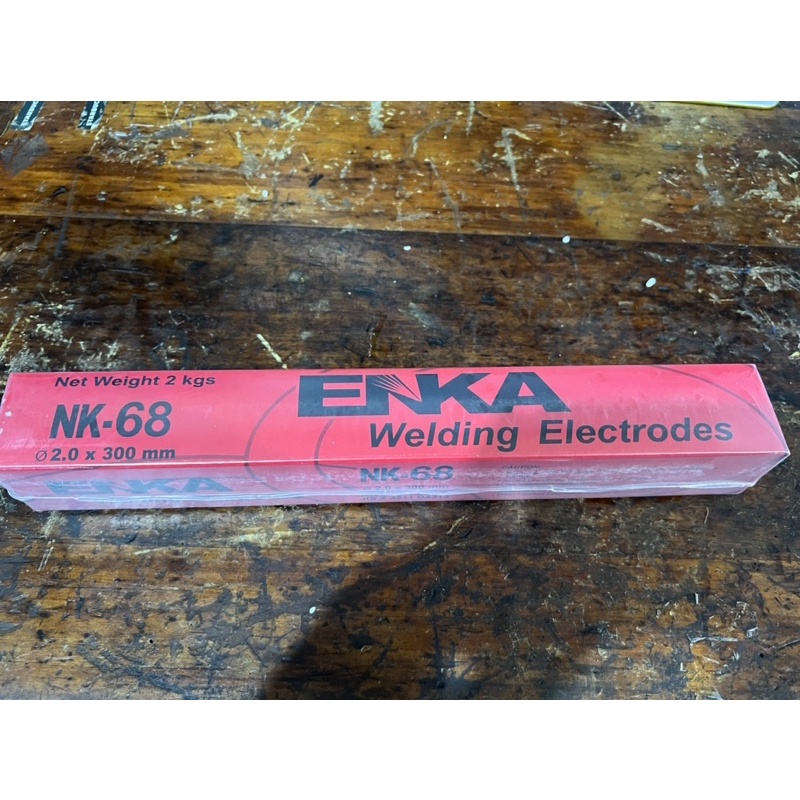 Net Weight 2 kgs
ENKA
NK-68
Welding Electrodes
Ø 2.0 x 300 mm
ENKA
NK-68